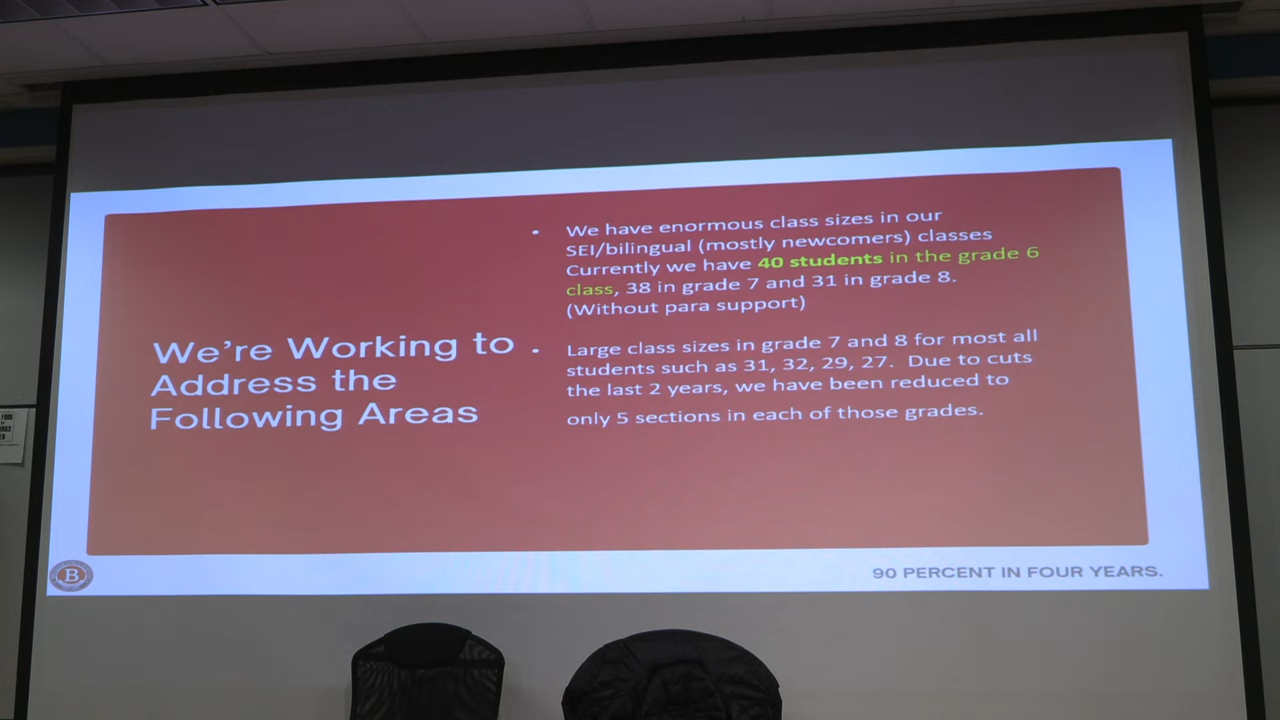 We're Working to
Address the
Following Areas
• We have enormous class sizes in our
SEI/bilingual (mostly newcomers) classes
Currently we have 40 students in the grade 6
class, 38 in grade 7 and 31 in grade 8.
(Without para support)
• Large class sizes in grade 7 and 8 for most all
students such as 31, 32, 29, 27. Due to cuts
the last 2 years, we have been reduced to
only 5 sections in each of those grades.
B
90 PERCENT IN FOUR YEARS.